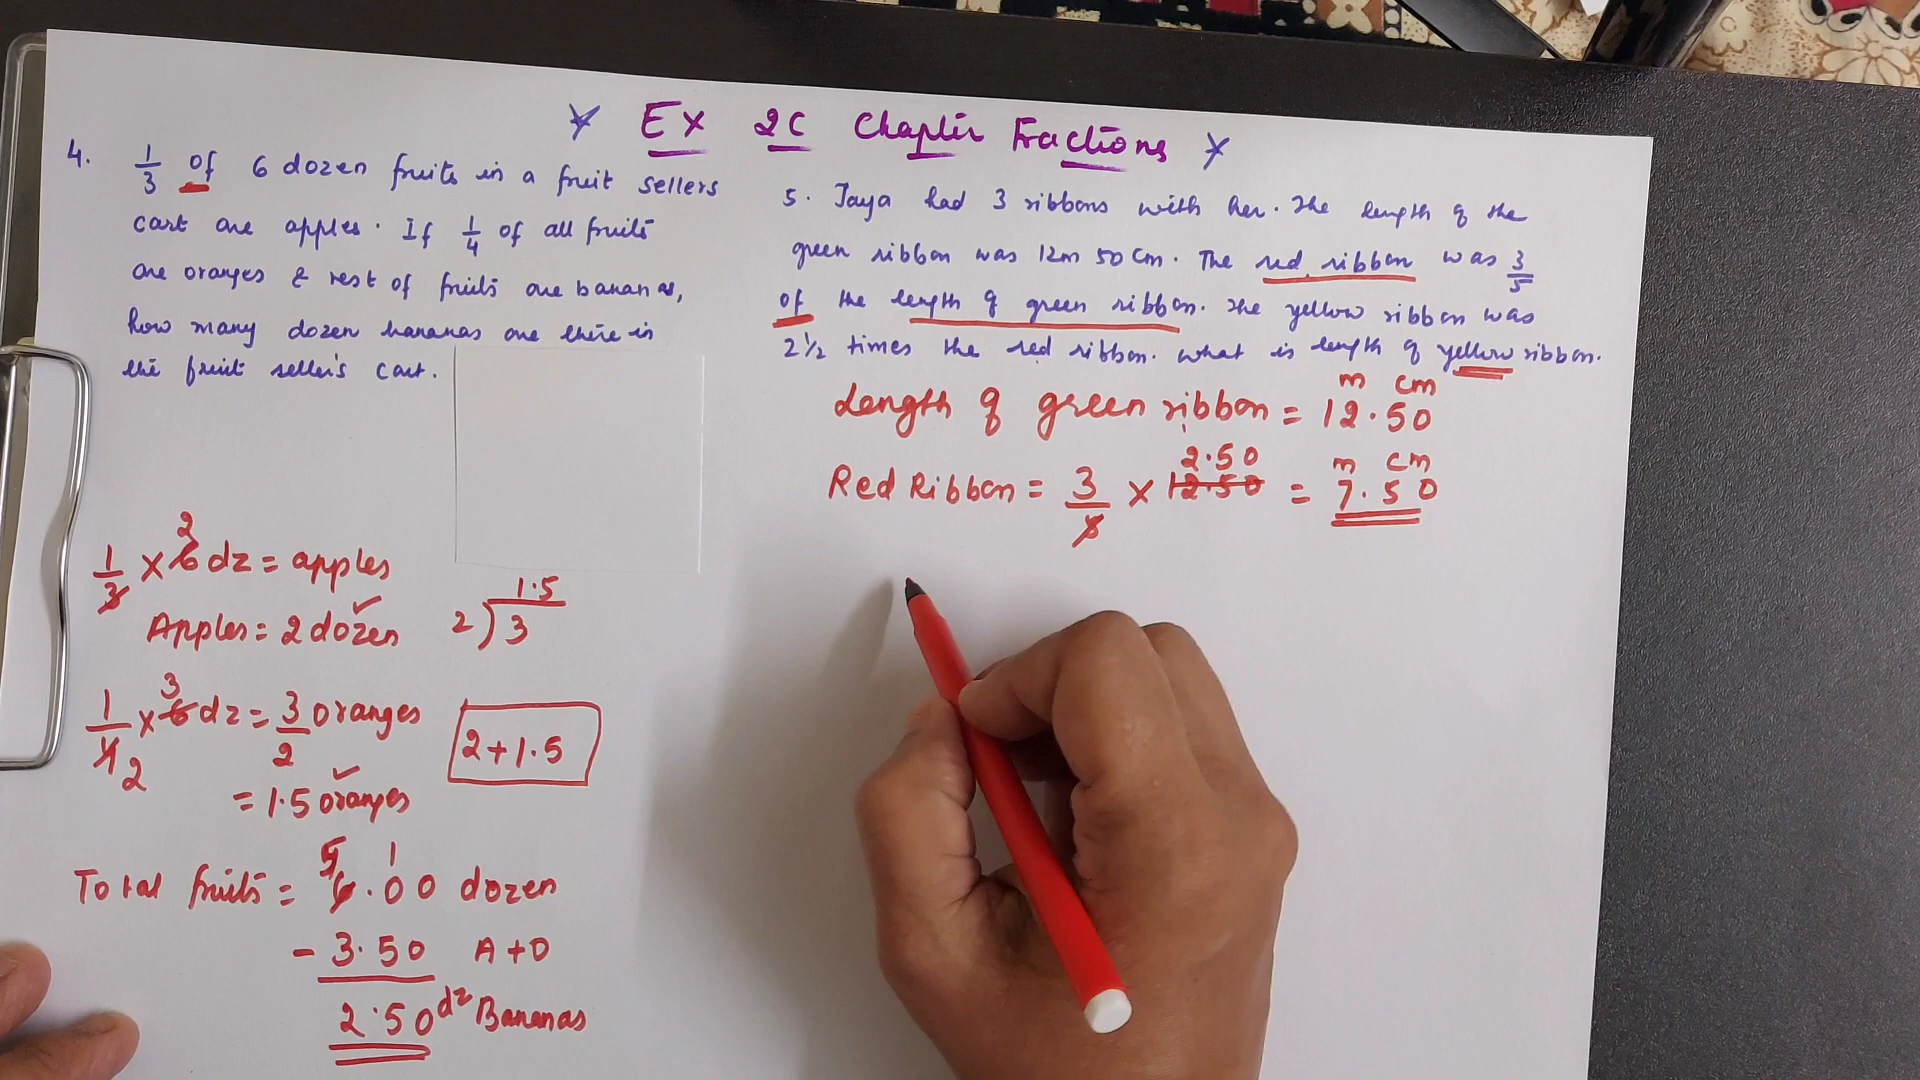 Ex 2C Chapter Fractions
4. 1/3 of 6 dozen fruits in a fruit sellers
cart are apples. If 1/4 of all fruits
are oranges & rest of fruits are bananas,
how many dozen bananas are there in
the fruit seller's cart.
1/3 × 6 dz = apples
2
Apples = 2 dozen ✓
1.5
2)3
1/4 × 6 dz = 3/2 oranges
3
2
= 1.5 oranges ✓
2+1.5
5 1
Total fruits = 6.00 dozen
- 3.50 A+O
2.50 dz Bananas
5. Jaya had 3 ribbons with her. The length of the
green ribbon was 12m 50 cm. The red ribbon was 3/5
of the length of green ribbon. The yellow ribbon was
2 1/2 times the red ribbon. What is length of yellow ribbon.
m cm
Length of green ribbon = 12.50
2.50 m cm
Red Ribbon = 3/5 × 12.50 = 7.50